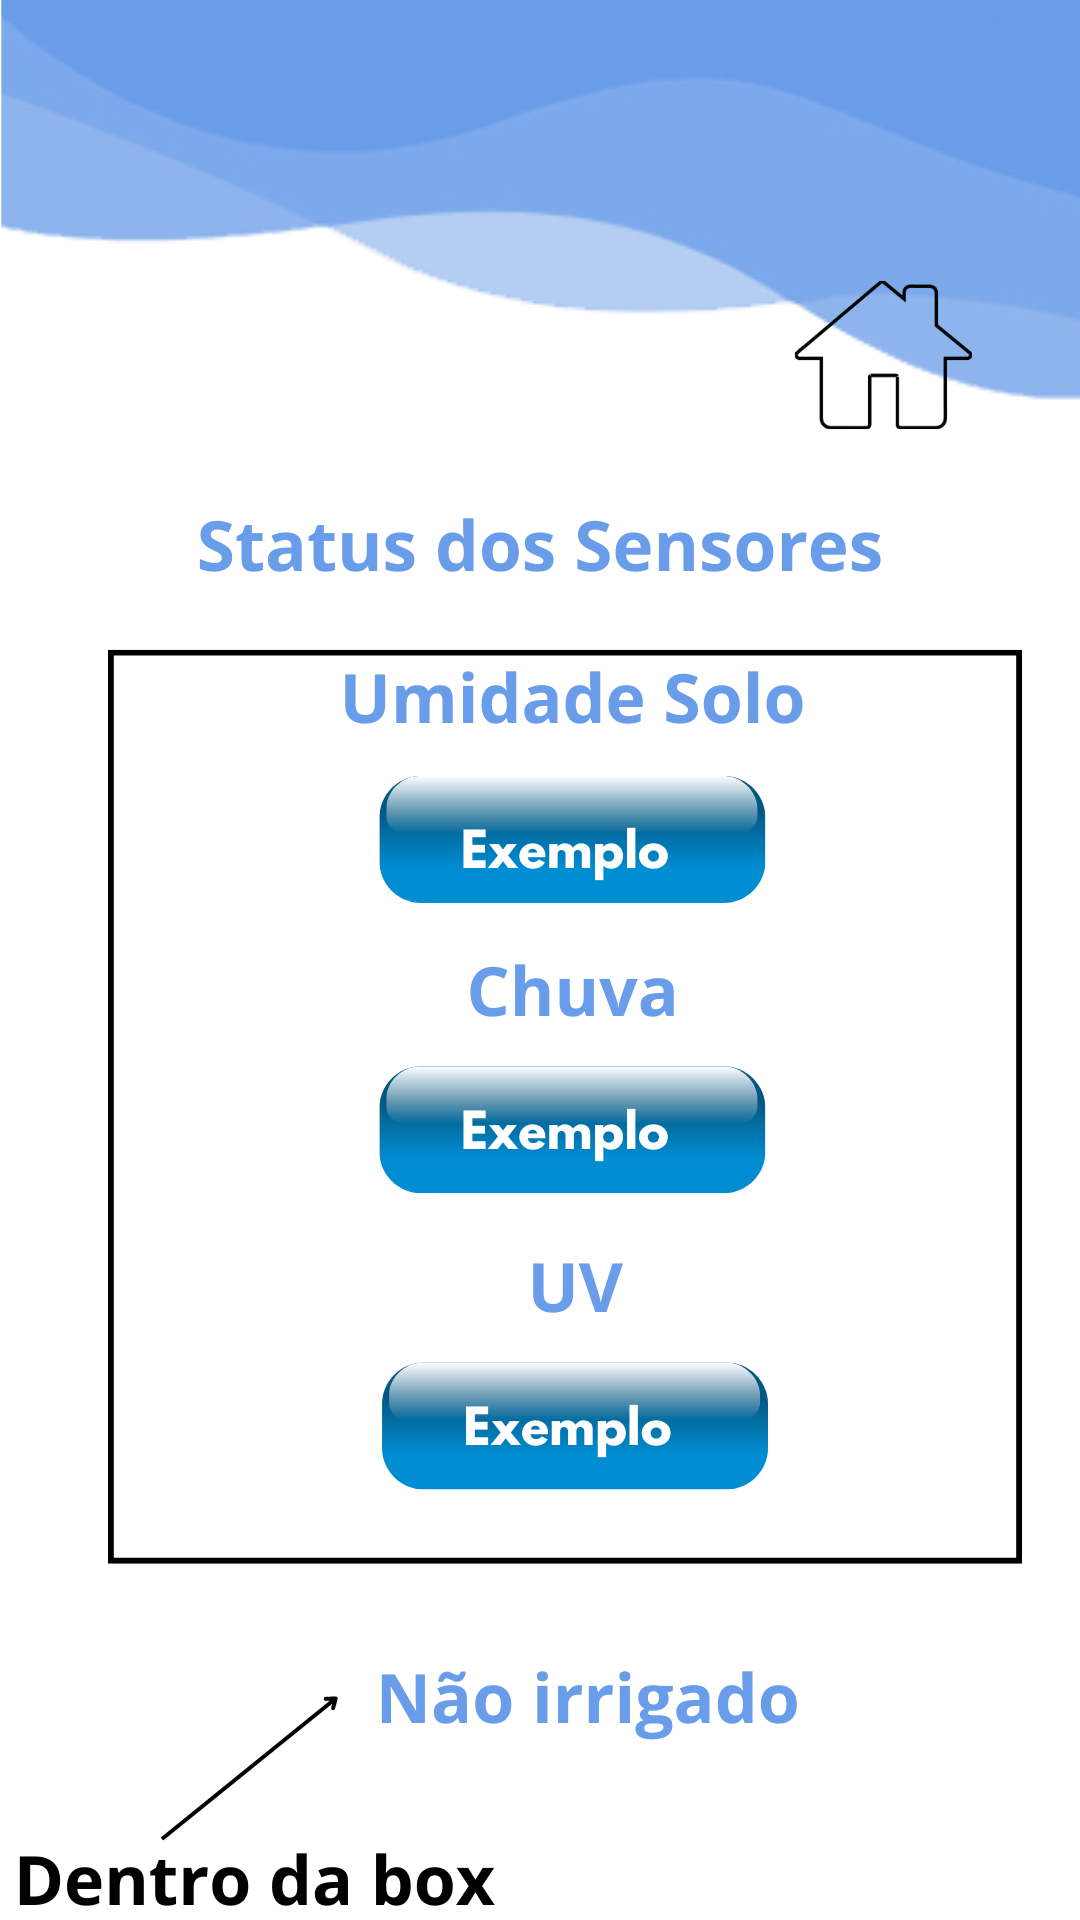 Status dos Sensores
Umidade Solo
Exemplo
Chuva
Exemplo
UV
Exemplo
Não irrigado
Dentro da box